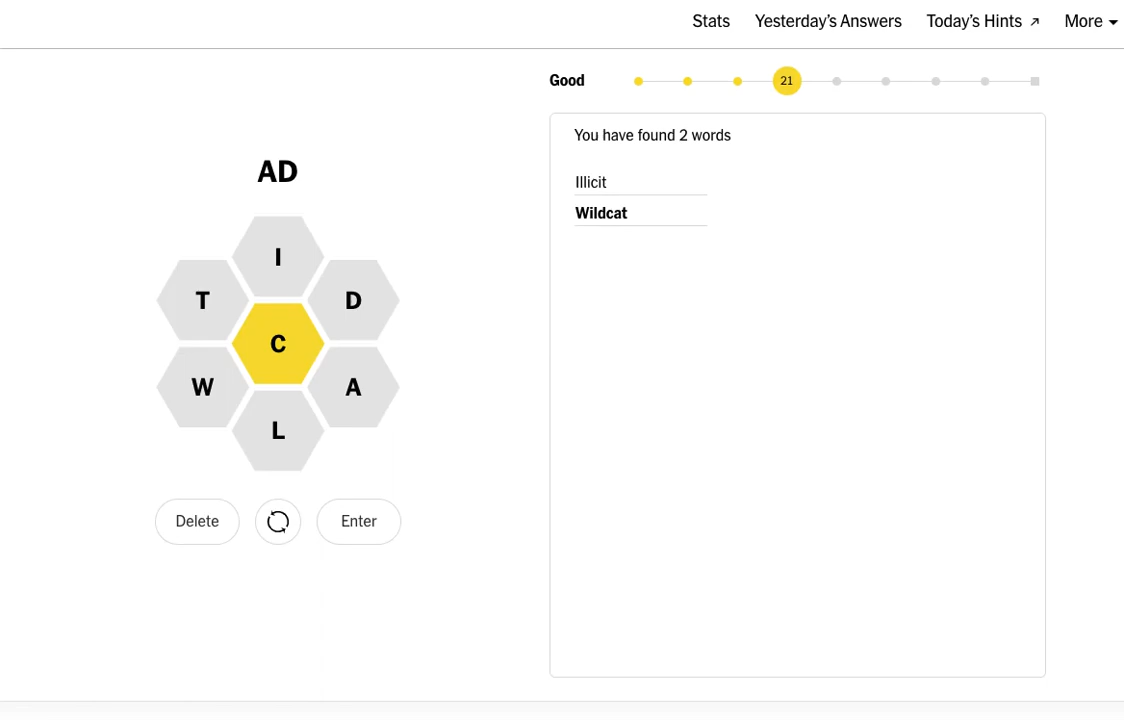 Stats Yesterday’s Answers Today’s Hints ↗ More
Good 21
You have found 2 words
Illicit
Wildcat
AD
I
T D
C
W A
L
Delete Enter